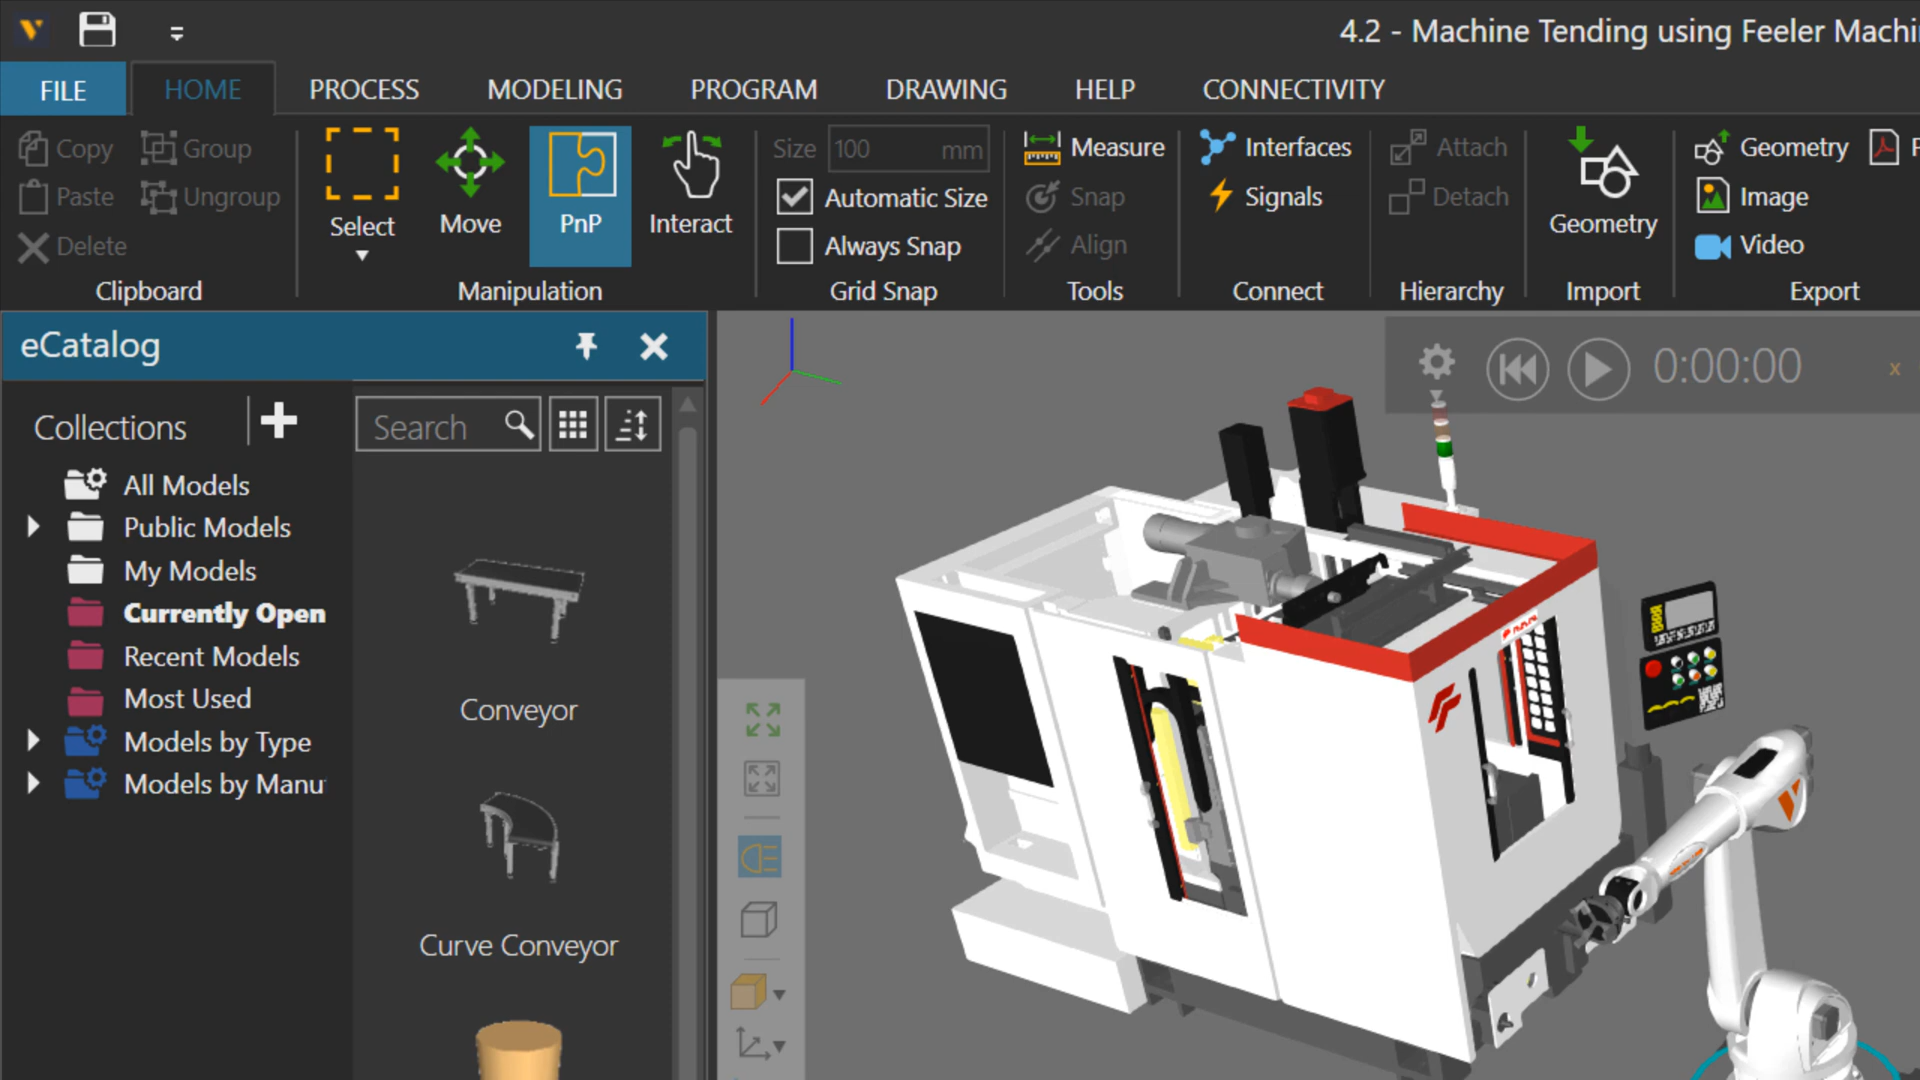 4.2 - Machine Tending using Feeler Machi
FILE HOME PROCESS MODELING PROGRAM DRAWING HELP CONNECTIVITY
Copy Group Size 100 mm Measure Interfaces Attach Geometry
Paste Ungroup Select Move PnP Interact Automatic Size Snap Signals Detach Geometry Image
Delete Always Snap Align Video
Clipboard Manipulation Grid Snap Tools Connect Hierarchy Import Export
eCatalog
0:00:00
x
Collections
Search
All Models
Public Models
My Models
Currently Open
Recent Models
Most Used
Models by Type
Models by Manu
Conveyor
Curve Conveyor